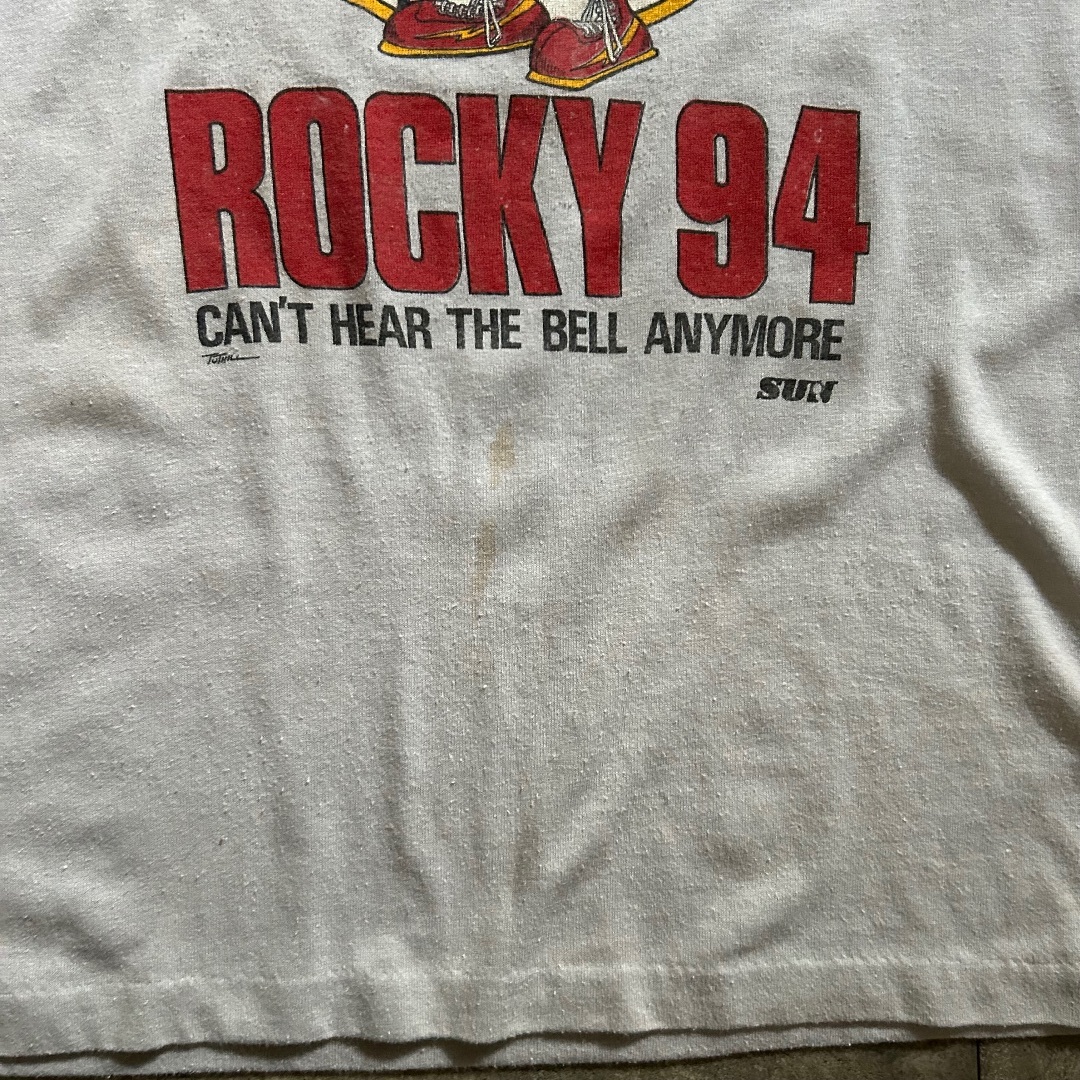 ROCKY 94
CAN'T HEAR THE BELL ANYMORE
SUN